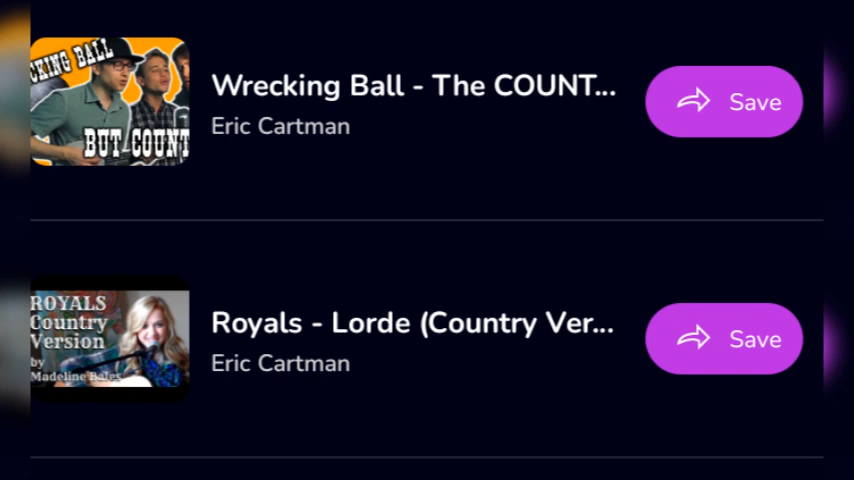 CKING BALL
BUT COUNT
Wrecking Ball - The COUNT...
Eric Cartman
Save
ROYALS
Country
Version
by
Madeline Bales
Royals - Lorde (Country Ver...
Eric Cartman
Save